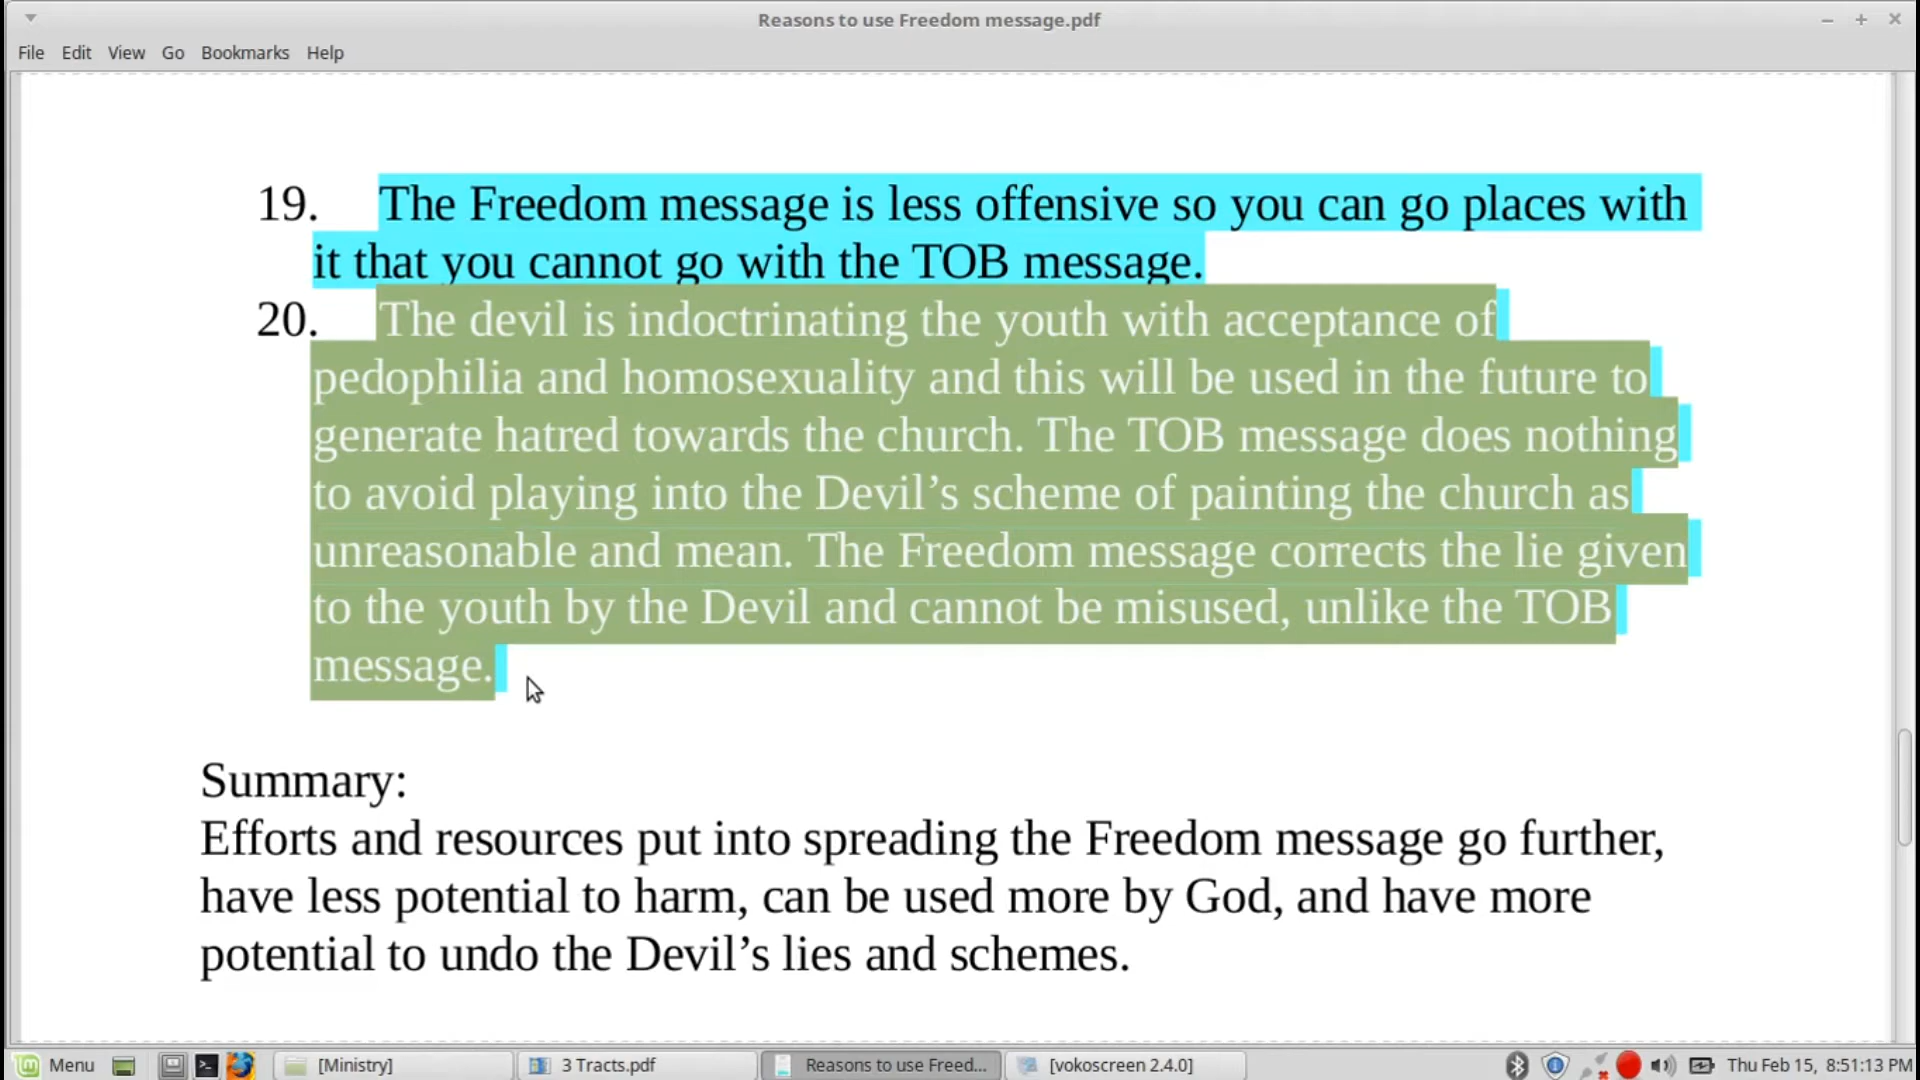 Reasons to use Freedom message.pdf
File Edit View Go Bookmarks Help
19. The Freedom message is less offensive so you can go places with
it that you cannot go with the TOB message.
20. The devil is indoctrinating the youth with acceptance of
pedophilia and homosexuality and this will be used in the future to
generate hatred towards the church. The TOB message does nothing
to avoid playing into the Devil’s scheme of painting the church as
unreasonable and mean. The Freedom message corrects the lie given
to the youth by the Devil and cannot be misused, unlike the TOB
message.
Summary:
Efforts and resources put into spreading the Freedom message go further,
have less potential to harm, can be used more by God, and have more
potential to undo the Devil’s lies and schemes.
Menu [Ministry] 3 Tracts.pdf Reasons to use Freed... [vokoscreen 2.4.0] Thu Feb 15, 8:51:13 PM